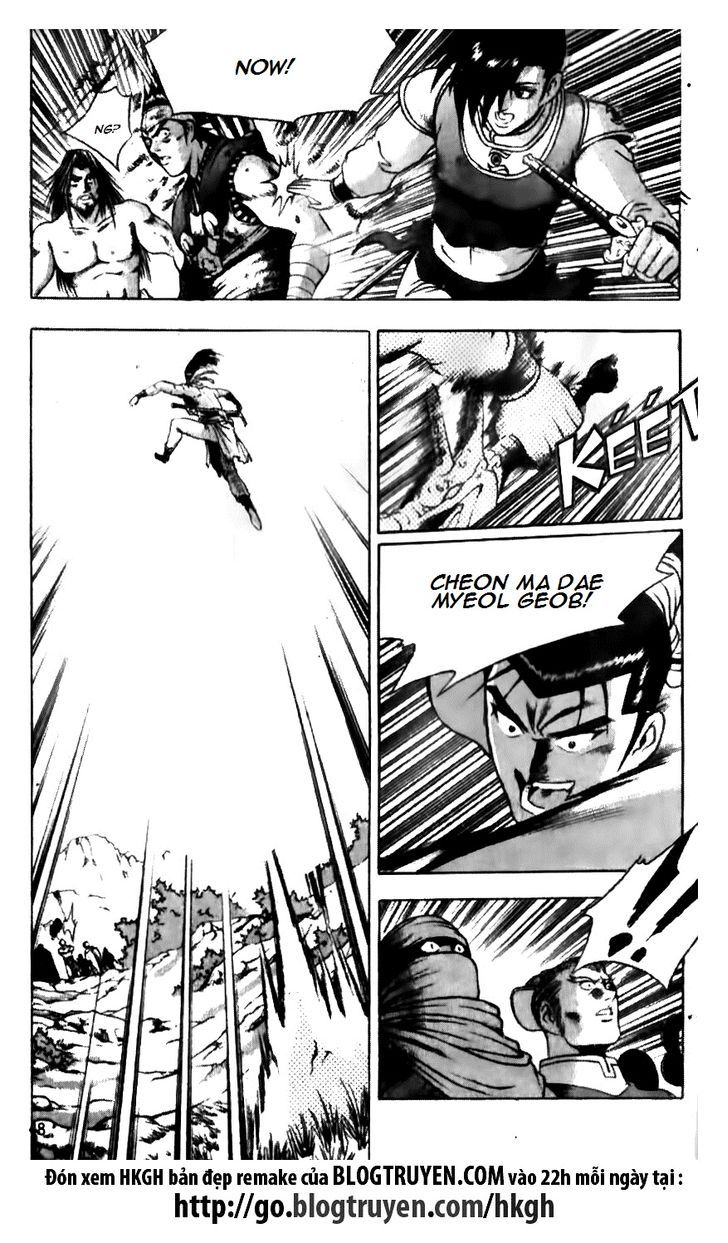 NOW!
NG?
KÉÉT
CHEON MA DAE
MYEOL GEOB!
!
8
Đón xem HKGH bản đẹp remake của BLOGTRUYEN.COM vào 22h mỗi ngày tại :
http://go.blogtruyen.com/hkgh